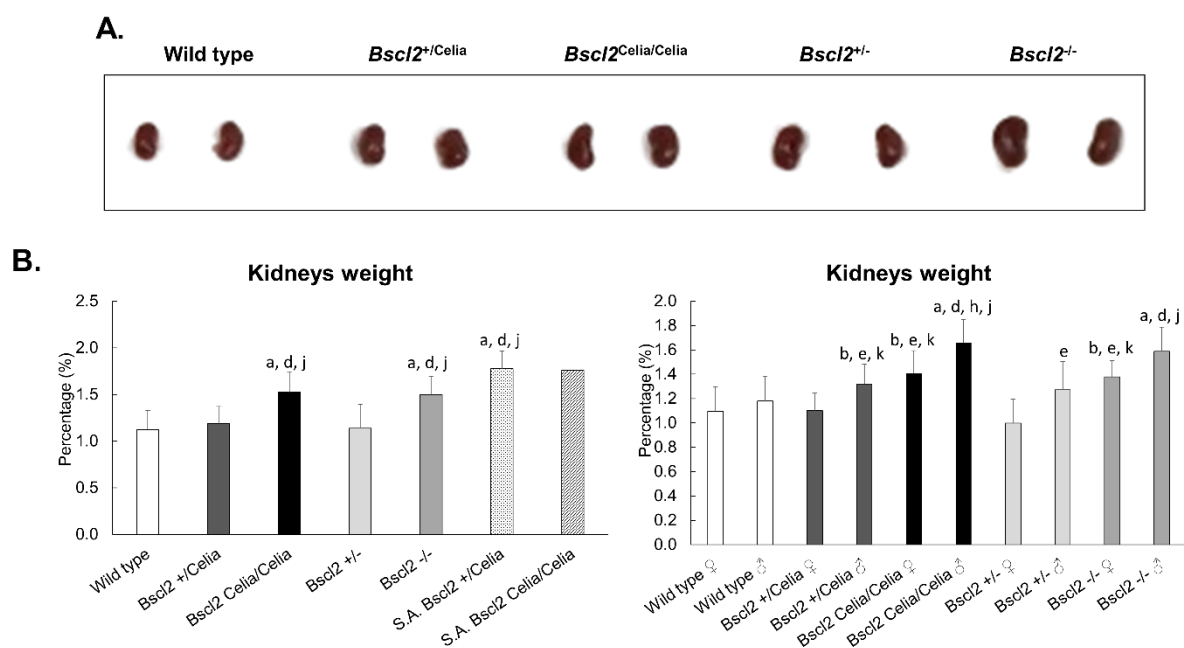 A.
Wild type
Bscl2+/Celia
Bscl2Celia/Celia
Bscl2+/-
Bscl2-/-
B.
Kidneys weight
Percentage (%)
2.5
2.0
1.5
1.0
0.5
0.0
a, d, j
a, d, j
a, d, j
Wild type
Bscl2 +/Celia
Bscl2 Celia/Celia
Bscl2 +/-
Bscl2 -/-
S.A. Bscl2 +/Celia
S.A. Bscl2 Celia/Celia
Kidneys weight
Percentage (%)
2.0
1.8
1.6
1.4
1.2
1.0
0.8
0.6
0.4
0.2
0.0
b, e, k
b, e, k
a, d, h, j
e
b, e, k
a, d, j
Wild type ♀
Wild type ♂
Bscl2 +/Celia ♀
Bscl2 +/Celia ♂
Bscl2 Celia/Celia ♀
Bscl2 Celia/Celia ♂
Bscl2 +/- ♀
Bscl2 +/- ♂
Bscl2 -/- ♀
Bscl2 -/- ♂